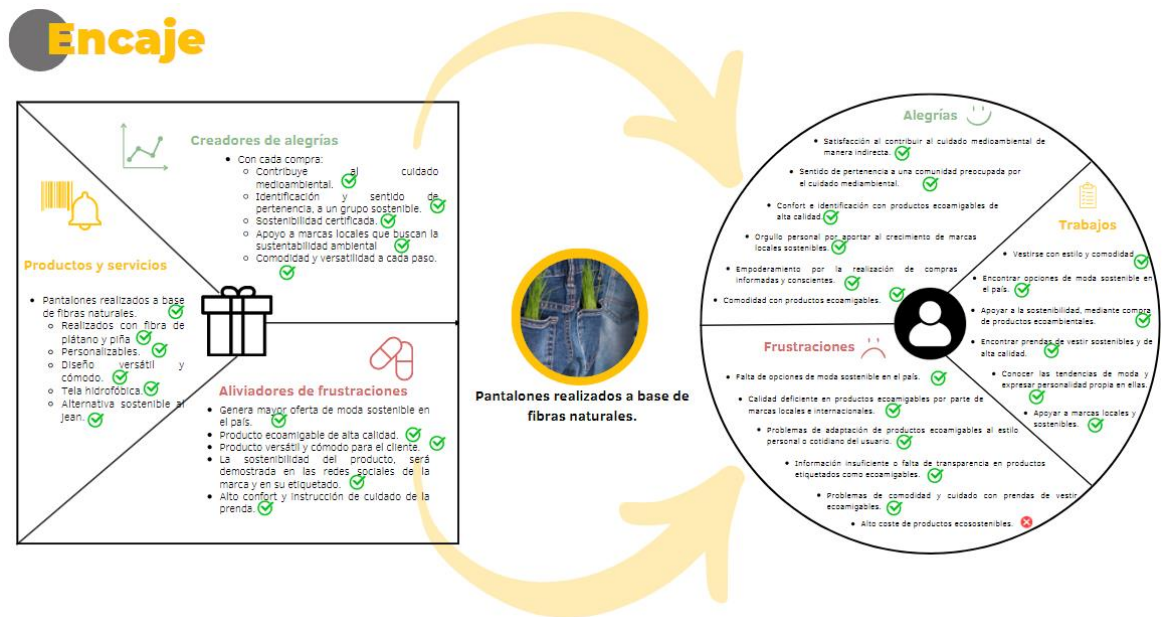 Encaje
Creadores de alegrías
Con cada compra:
Contribuye al cuidado
medioambiental.
Identificación y sentido de
pertenencia, a un grupo sostenible.
Sostenibilidad certificada.
Apoyo a marcas locales que buscan la
sustentabilidad ambiental
Comodidad y versatilidad a cada paso.
Productos y servicios
Pantalones realizados a base
de fibras naturales.
Realizados con fibra de
plátano y piña
Personalizables.
Diseño versátil y
cómodo.
Tela hidrofóbica.
Alternativa sostenible al
jean.
Aliviadores de frustraciones
Genera mayor oferta de moda sostenible en
el país.
Producto ecoamigable de alta calidad.
Producto versátil y cómodo para el cliente.
La sostenibilidad del producto, será
demostrada en las redes sociales de la
marca y en su etiquetado.
Alto confort y instrucción de cuidado de la
prenda.
Pantalones realizados a base de
fibras naturales.
Alegrías
Satisfacción al contribuir al cuidado medioambiental de
manera indirecta.
Sentido de pertenencia a una comunidad preocupada por
el cuidado mediambental.
Confort e identificación con productos ecoamigables de
alta calidad.
Orgullo personal por aportar al crecimiento de marcas
locales sostenibles.
Empoderamiento por la realización de compras
informadas y conscientes.
Comodidad con productos ecoamigables.
Trabajos
Vestirse con estilo y comodidad
Encontrar opciones de moda sostenible en
el país.
Apoyar a la sostenibilidad, mediante compra
de productos ecoambientales.
Encontrar prendas de vestir sostenibles y de
alta calidad.
Conocer las tendencias de moda y
expresar personalidad propia en ellas.
Apoyar a marcas locales y
sostenibles.
Frustraciones
Falta de opciones de moda sostenible en el país.
Calidad deficiente en productos ecoamigables por parte de
marcas locales e internacionales.
Problemas de adaptación de productos ecoamigables al estilo
personal o cotidiano del usuario.
Información insuficiente o falta de transparencia en productos
etiquetados como ecoamigables.
Problemas de comodidad y cuidado con prendas de vestir
ecoamigables.
Alto coste de productos ecosostenibles.